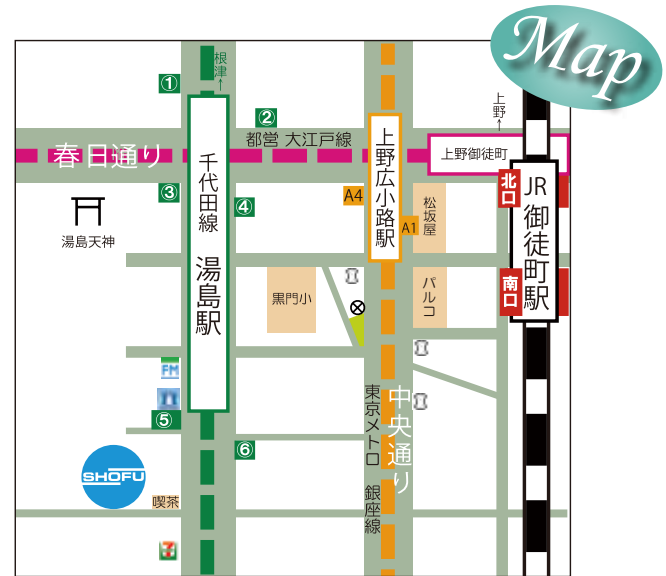 Map
根津→
①
②
上野→
都営 大江戸線
春日通り
上野御徒町
千代田線 湯島駅
上野広小路駅
JR 御徒町駅
北口
③
④
A4
A1
松坂屋
湯島天神
黒門小
パルコ
南口
FM
東京メトロ 銀座線
中央通り
⑤
⑥
SHOFU
喫茶
7